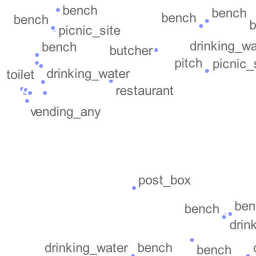 bench
bench
bench
bench
b
picnic_site
bench
butcher
drinking_wa
toilet
drinking_water
pitch
picnic_s
restaurant
vending_any
post_box
bench
ben
drink
drinking_water
bench
bench